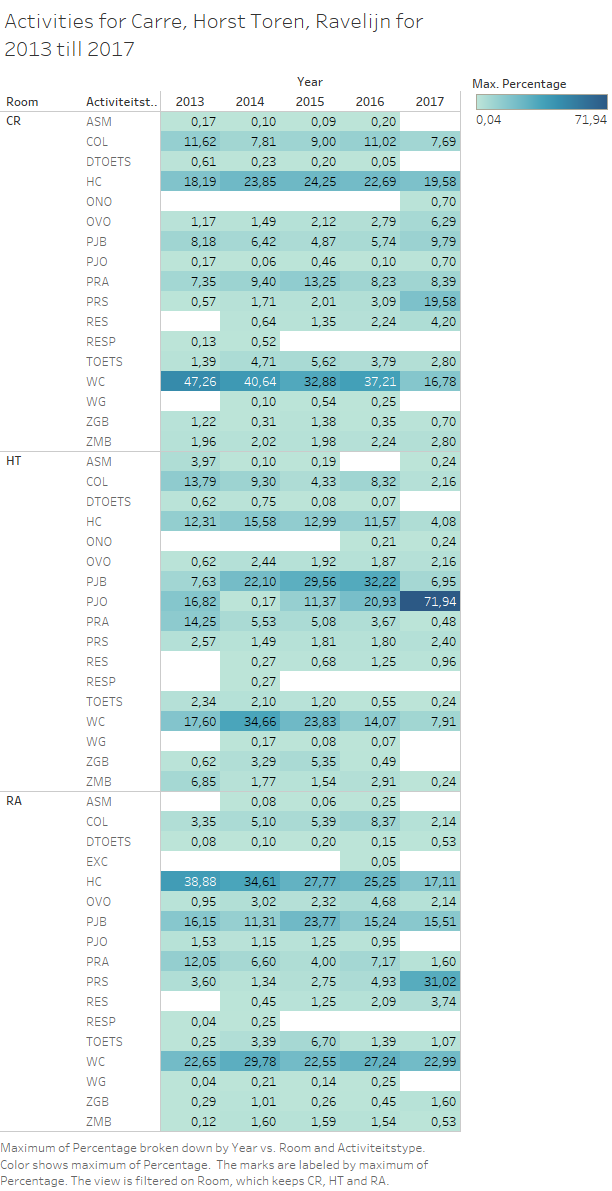 Activities for Carre, Horst Toren, Ravelijn for
2013 till 2017
Year
Max. Percentage
Room Activiteitst.. 2013 2014 2015 2016 2017
0,04 71,94
CR ASM 0,17 0,10 0,09 0,20
COL 11,62 7,81 9,00 11,02 7,69
DTOETS 0,61 0,23 0,20 0,05
HC 18,19 23,85 24,25 22,69 19,58
ONO 0,70
OVO 1,17 1,49 2,12 2,79 6,29
PJB 8,18 6,42 4,87 5,74 9,79
PJO 0,17 0,06 0,46 0,10 0,70
PRA 7,35 9,40 13,25 8,23 8,39
PRS 0,57 1,71 2,01 3,09 19,58
RES 0,64 1,35 2,24 4,20
RESP 0,13 0,52
TOETS 1,39 4,71 5,62 3,79 2,80
WC 47,26 40,64 32,88 37,21 16,78
WG 0,10 0,54 0,25
ZGB 1,22 0,31 1,38 0,35 0,70
ZMB 1,96 2,02 1,98 2,24 2,80
HT ASM 3,97 0,10 0,19 0,24
COL 13,79 9,30 4,33 8,32 2,16
DTOETS 0,62 0,75 0,08 0,07
HC 12,31 15,58 12,99 11,57 4,08
ONO 0,21 0,24
OVO 0,62 2,44 1,92 1,87 2,16
PJB 7,63 22,10 29,56 32,22 6,95
PJO 16,82 0,17 11,37 20,93 71,94
PRA 14,25 5,53 5,08 3,67 0,48
PRS 2,57 1,49 1,81 1,80 2,40
RES 0,27 0,68 1,25 0,96
RESP 0,27
TOETS 2,34 2,10 1,20 0,55 0,24
WC 17,60 34,66 23,83 14,07 7,91
WG 0,17 0,08 0,07
ZGB 0,62 3,29 5,35 0,49
ZMB 6,85 1,77 1,54 2,91 0,24
RA ASM 0,08 0,06 0,25
COL 3,35 5,10 5,39 8,37 2,14
DTOETS 0,08 0,10 0,20 0,15 0,53
EXC 0,05
HC 38,88 34,61 27,77 25,25 17,11
OVO 0,95 3,02 2,32 4,68 2,14
PJB 16,15 11,31 23,77 15,24 15,51
PJO 1,53 1,15 1,25 0,95
PRA 12,05 6,60 4,00 7,17 1,60
PRS 3,60 1,34 2,75 4,93 31,02
RES 0,45 1,25 2,09 3,74
RESP 0,04 0,25
TOETS 0,25 3,39 6,70 1,39 1,07
WC 22,65 29,78 22,55 27,24 22,99
WG 0,04 0,21 0,14 0,25
ZGB 0,29 1,01 0,26 0,45 1,60
ZMB 0,12 1,60 1,59 1,54 0,53
Maximum of Percentage broken down by Year vs. Room and Activiteitstype.
Color shows maximum of Percentage. The marks are labeled by maximum of
Percentage. The view is filtered on Room, which keeps CR, HT and RA.